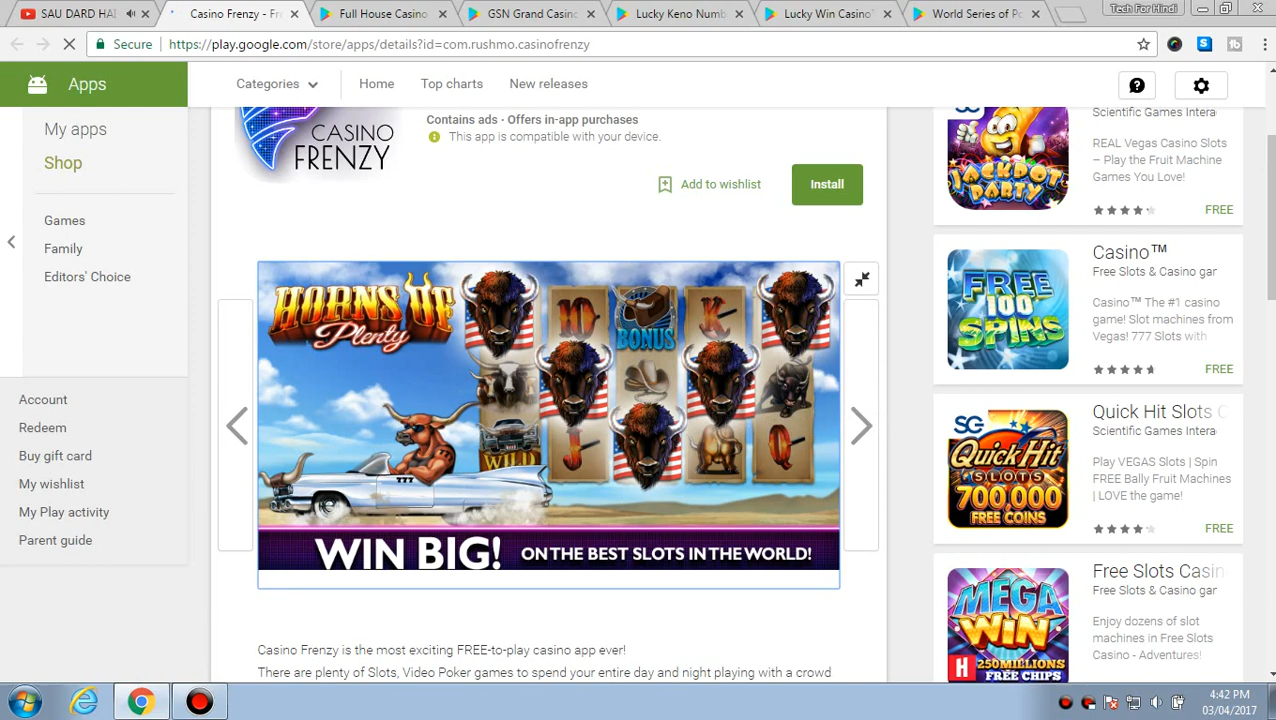 SAU DARD HAI
Casino Frenzy - Fre
Full House Casino
GSN Grand Casino
Lucky Keno Numb
Lucky Win Casino™
World Series of Po
Tech For Hindi
Secure
https://play.google.com/store/apps/details?id=com.rushmo.casinofrenzy
Apps
Categories
Home
Top charts
New releases
My apps
Shop
Games
Family
Editors' Choice
Account
Redeem
Buy gift card
My wishlist
My Play activity
Parent guide
CASINO
FRENZY
Contains ads · Offers in-app purchases
This app is compatible with your device.
Add to wishlist
Install
HORNS OF
Plenty
10
BONUS
K
WILD
J
Q
777
WIN BIG! ON THE BEST SLOTS IN THE WORLD!
Casino Frenzy is the most exciting FREE-to-play casino app ever!
There are plenty of Slots, Video Poker games to spend your entire day and night playing with a crowd
SG
JACKPOT
PARTY
Scientific Games Intera
REAL Vegas Casino Slots
– Play the Fruit Machine
Games You Love!
FREE
FREE
100
SPINS
Casino™
Free Slots & Casino gar
Casino™ The #1 casino
game! Slot machines from
Vegas! 777 Slots with
FREE
SG
Quick Hit
SLOTS
700,000
FREE COINS
Quick Hit Slots C
Scientific Games Intera
Play VEGAS Slots | Spin
FREE Bally Fruit Machines
| LOVE the game!
FREE
MEGA
WIN
H
250MILLIONS
FREE CHIPS
Free Slots Casin
Free Slots & Casino gar
Enjoy dozens of slot
machines in Free Slots
Casino - Adventures!
4:42 PM
03/04/2017